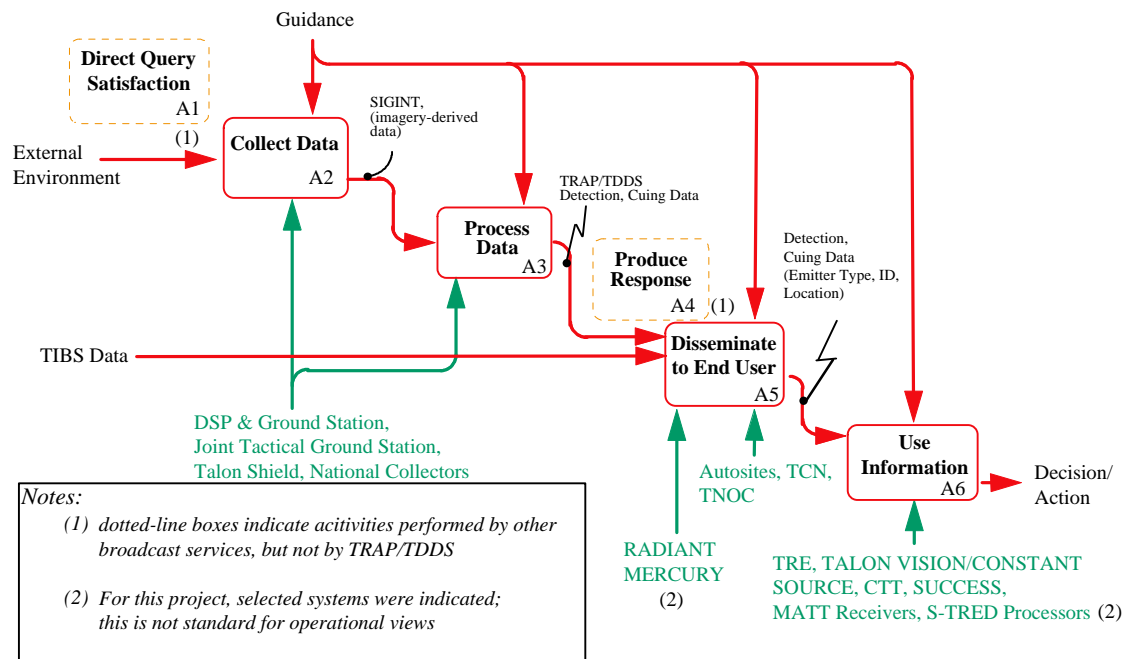 Guidance
Direct Query
Satisfaction
A1
(1)
External
Environment
Collect Data
A2
SIGINT,
(imagery-derived
data)
Process
Data
A3
TRAP/TDDS
Detection, Cuing Data
Produce
Response
A4
(1)
Detection,
Cuing Data
(Emitter Type, ID,
Location)
TIBS Data
Disseminate
to End User
A5
DSP & Ground Station,
Joint Tactical Ground Station,
Talon Shield, National Collectors
Use
Information
A6
Decision/
Action
Autosites, TCN,
TNOC
RADIANT
MERCURY
(2)
TRE, TALON VISION/CONSTANT
SOURCE, CTT, SUCCESS,
MATT Receivers, S-TRED Processors (2)
Notes:
(1) dotted-line boxes indicate acitivities performed by other
broadcast services, but not by TRAP/TDDS
(2) For this project, selected systems were indicated;
this is not standard for operational views